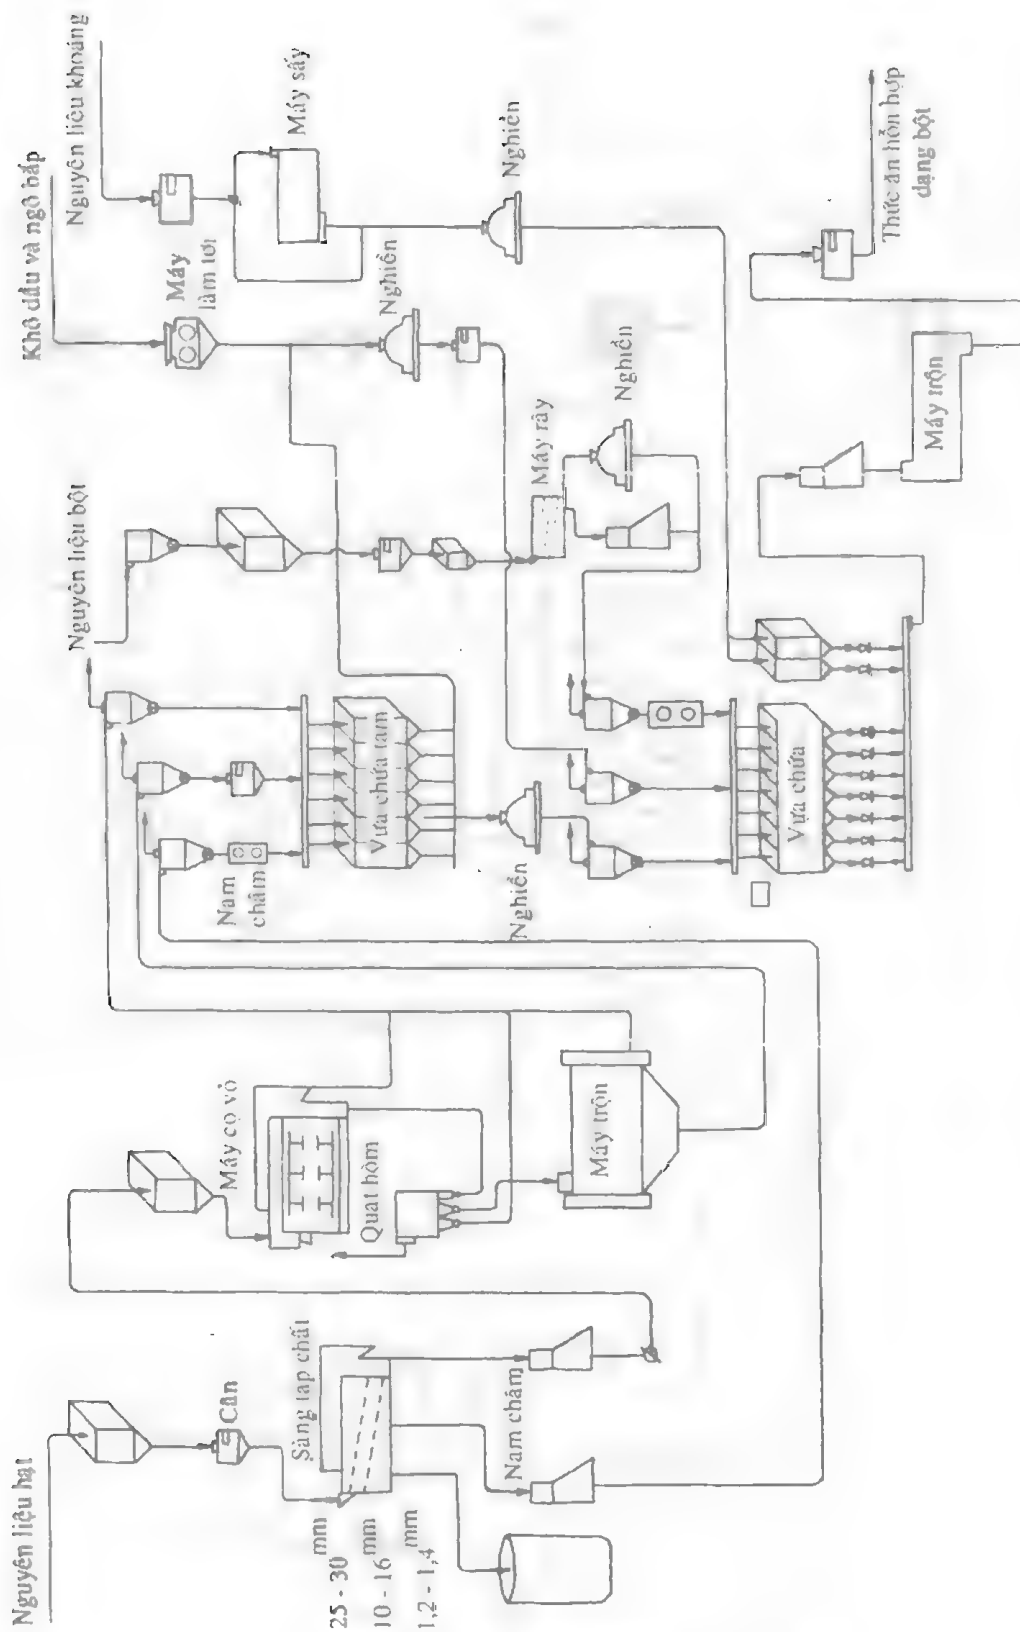 Nguyên liệu hạt
Cân
Sàng tạp chất
25 - 30 mm
10 - 16 mm
1,2 - 1,4 mm
Nam châm
Máy cọ vỏ
Quạt hòm
Máy trộn
Nguyên liệu bột
Nam
châm
Vựa chứa tạm
Nghiền
Khô dầu và ngô bắp
Máy
làm tơi
Nghiền
Nguyên liệu khoáng
Máy sấy
Nghiền
Máy rây
Nghiền
Vựa chứa
Máy trộn
Thức ăn hỗn hợp
dạng bột